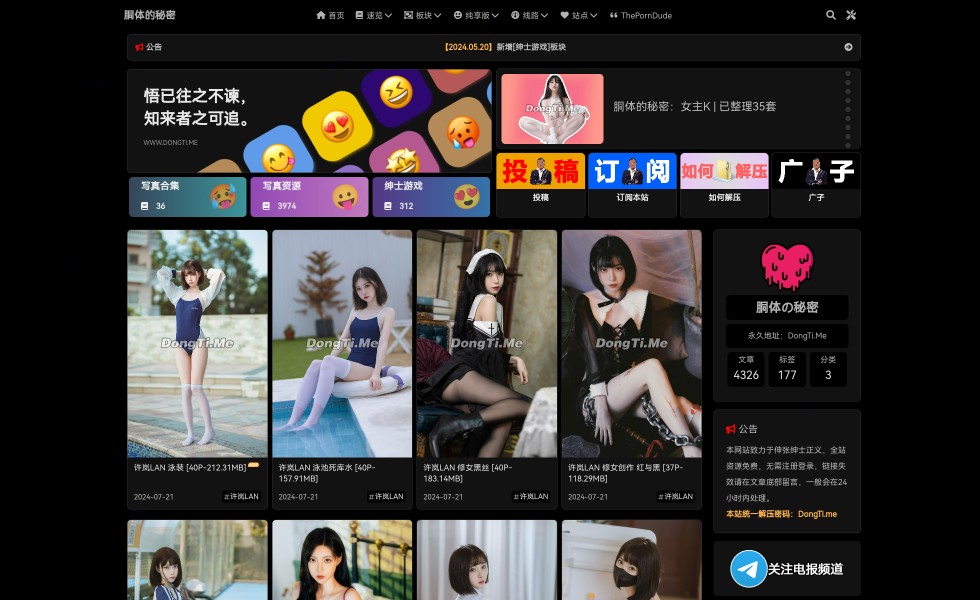 胴体的秘密
首页
速览
板块
纯享版
线路
站点
ThePornDude
公告
【2024.05.20】新增[绅士游戏]板块
悟已往之不谏，
知来者之可追。
WWW.DONGTI.ME
DongTi.Me
胴体的秘密：女主K | 已整理35套
写真合集
36
写真资源
3974
绅士游戏
312
投稿
投稿
订阅
订阅本站
如何解压
如何解压
广子
广子
DongTi.Me
DongTi.Me
DongTi.Me
DongTi.Me
许岚LAN 泳装 [40P-212.31MB]
2024-07-21
#许岚LAN
许岚LAN 泳池死库水 [40P-
157.91MB]
2024-07-21
#许岚LAN
许岚LAN 修女黑丝 [40P-
183.14MB]
2024-07-21
#许岚LAN
许岚LAN 修女创作 红与黑 [37P-
118.29MB]
2024-07-21
#许岚LAN
胴体の秘密
永久地址：DongTi.Me
文章
4326
标签
177
分类
3
公告
本网站致力于伸张绅士正义，全站
资源免费，无需注册登录，链接失
效请在文章底部留言，一般会在24
小时内处理。
本站统一解压密码：DongTi.me
关注电报频道